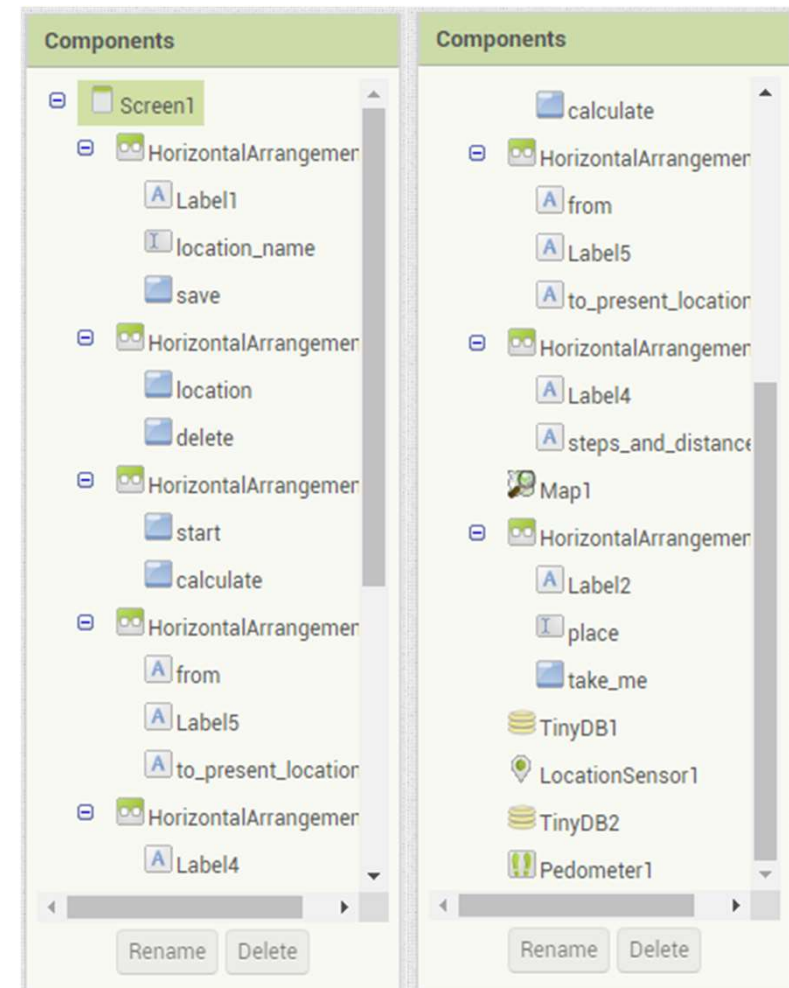 Components
Screen1
HorizontalArrangemen
Label1
location_name
save
HorizontalArrangemen
location
delete
HorizontalArrangemen
start
calculate
HorizontalArrangemen
from
Label5
to_present_location
HorizontalArrangemen
Label4
Rename Delete
Components
calculate
HorizontalArrangemen
from
Label5
to_present_location
HorizontalArrangemen
Label4
steps_and_distance
Map1
HorizontalArrangemen
Label2
place
take_me
TinyDB1
LocationSensor1
TinyDB2
Pedometer1
Rename Delete